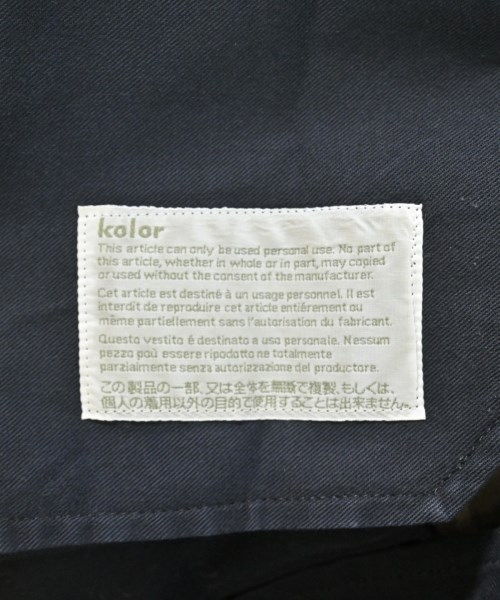 kolor
This article can only be used personal use. No part of
this article, whether in whole or in part, may copied
or used without the consent of the manufacturer.
Cet article est destiné à un usage personnel. Il est
interdit de reproduire cet article entiérement ou
même partiellement sans l'autorisation du fabricant.
Questo vestito é destinato a uso personale. Nessum
pezzo poú essere ripodotto ne totalmente
parzialmente senza autorizzazione del productore.
この製品の一部、又は全体を無断で複製、もしくは、
個人の着用以外の目的で使用することは出来ません。